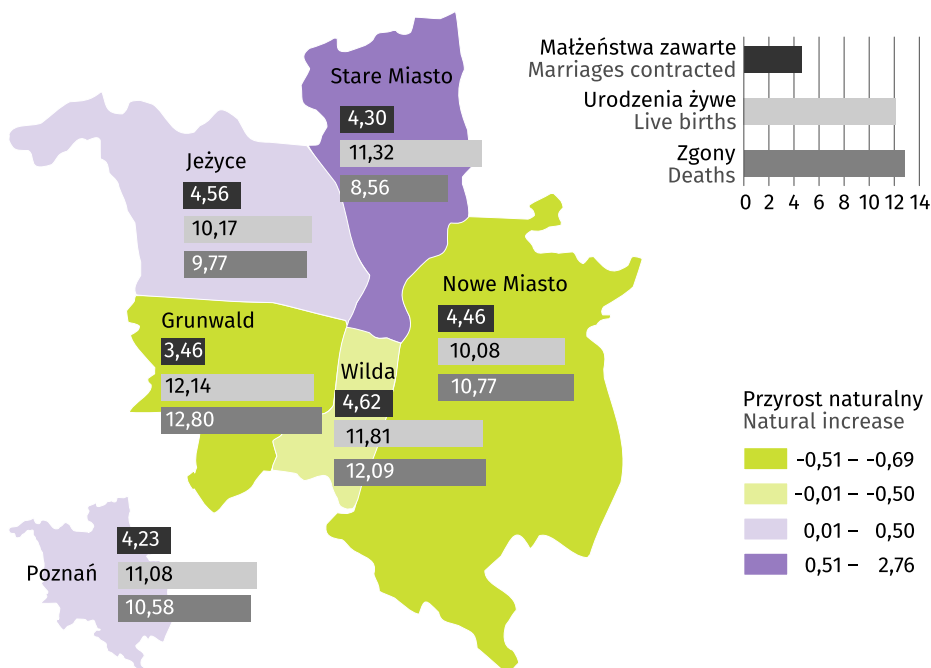 Małżeństwa zawarte
Marriages contracted
Urodzenia żywe
Live births
Zgony
Deaths
0 2 4 6 8 10 12 14
Stare Miasto
4,30
11,32
8,56
Jeżyce
4,56
10,17
9,77
Nowe Miasto
4,46
10,08
10,77
Grunwald
3,46
12,14
12,80
Wilda
4,62
11,81
12,09
Przyrost naturalny
Natural increase
-0,51 – -0,69
-0,01 – -0,50
0,01 – 0,50
0,51 – 2,76
Poznań
4,23
11,08
10,58